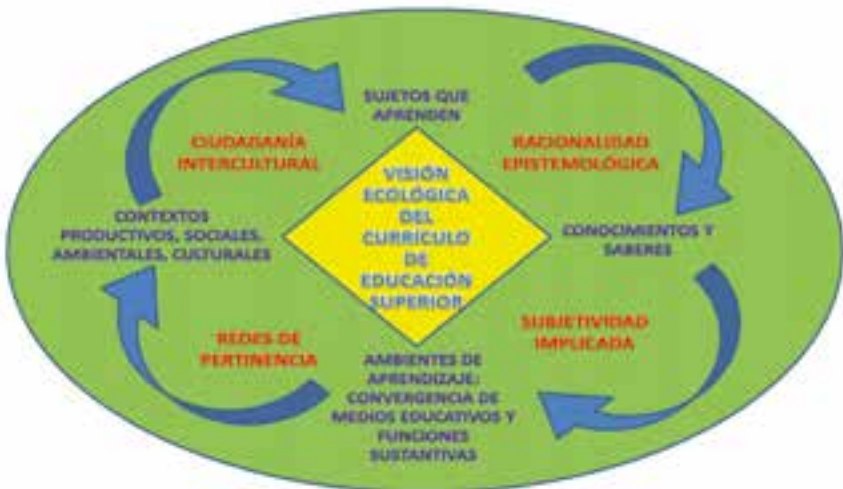 SUJETOS QUE
APRENDEN
CIUDADANÍA
INTERCULTURAL
RACIONALIDAD
EPISTEMOLÓGICA
VISIÓN
ECOLÓGICA
DEL
CURRÍCULO
DE
EDUCACIÓN
SUPERIOR
CONTEXTOS
PRODUCTIVOS, SOCIALES,
AMBIENTALES, CULTURALES
CONOCIMIENTOS Y
SABERES
REDES DE
PERTINENCIA
SUBJETIVIDAD
IMPLICADA
AMBIENTES DE
APRENDIZAJE:
CONVERGENCIA DE
MEDIOS EDUCATIVOS Y
FUNCIONES
SUSTANTIVAS